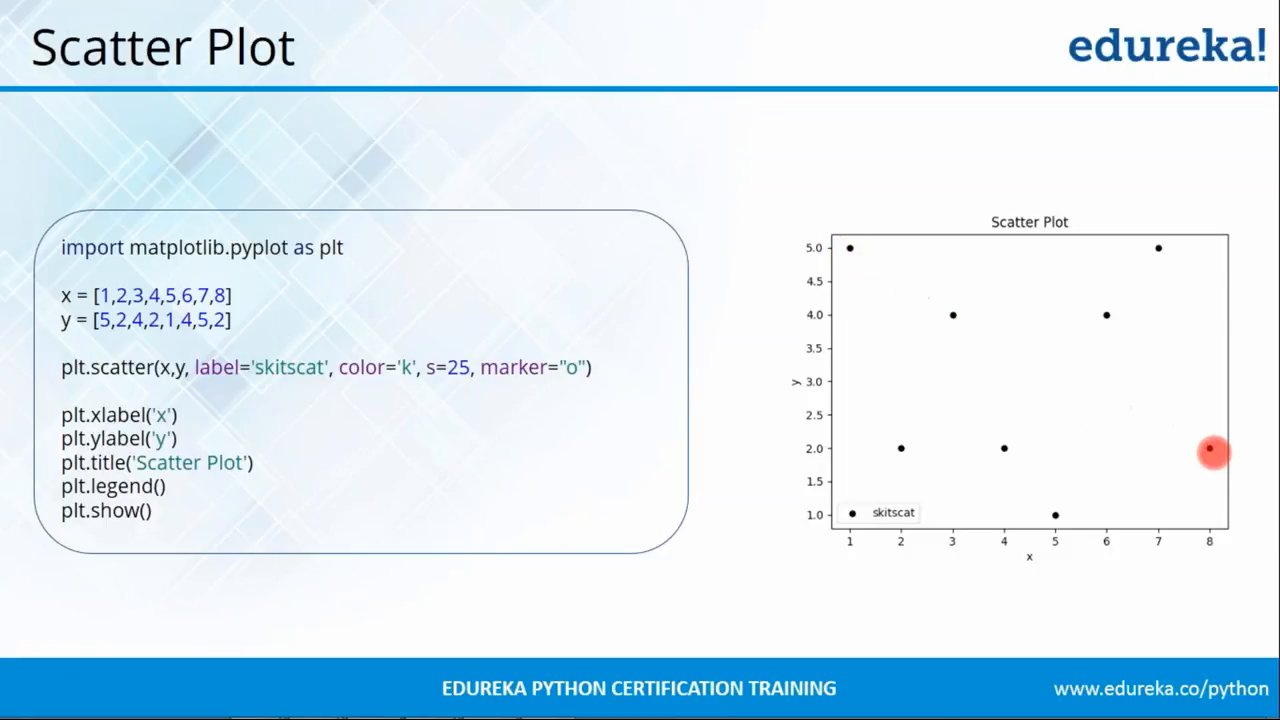 Scatter Plot
edureka!
import matplotlib.pyplot as plt
x = [1,2,3,4,5,6,7,8]
y = [5,2,4,2,1,4,5,2]
plt.scatter(x,y, label='skitscat', color='k', s=25, marker="o")
plt.xlabel('x')
plt.ylabel('y')
plt.title('Scatter Plot')
plt.legend()
plt.show()
Scatter Plot
5.0
4.5
4.0
3.5
y
3.0
2.5
2.0
1.5
1.0
skitscat
1 2 3 4 5 6 7 8
x
EDUREKA PYTHON CERTIFICATION TRAINING
www.edureka.co/python